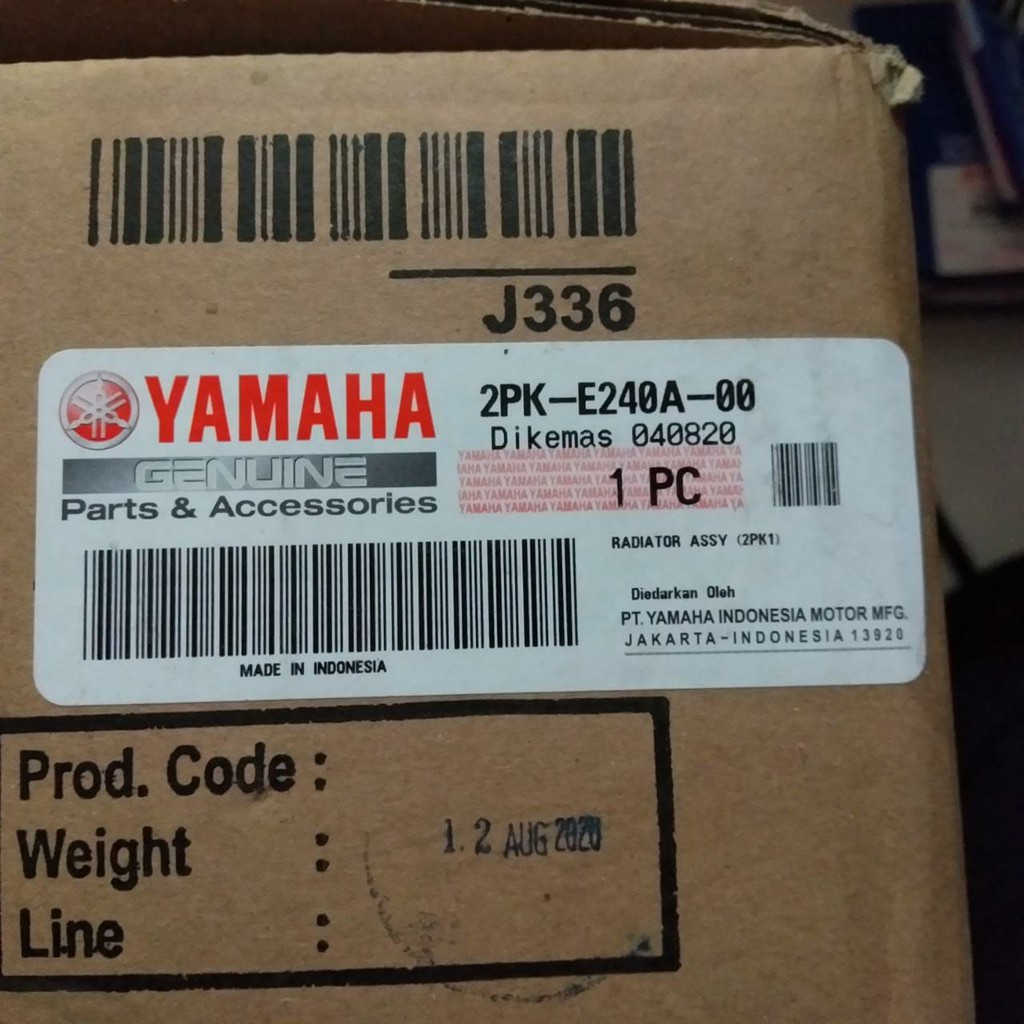 J336
YAMAHA
GENUINE
Parts & Accessories
2PK-E240A-00
Dikemas 040820
1 PC
RADIATOR ASSY (2PK1)
Diedarkan Oleh
PT. YAMAHA INDONESIA MOTOR MFG.
JAKARTA-INDONESIA 13920
MADE IN INDONESIA
Prod. Code :
Weight :
12 AUG 2020
Line :